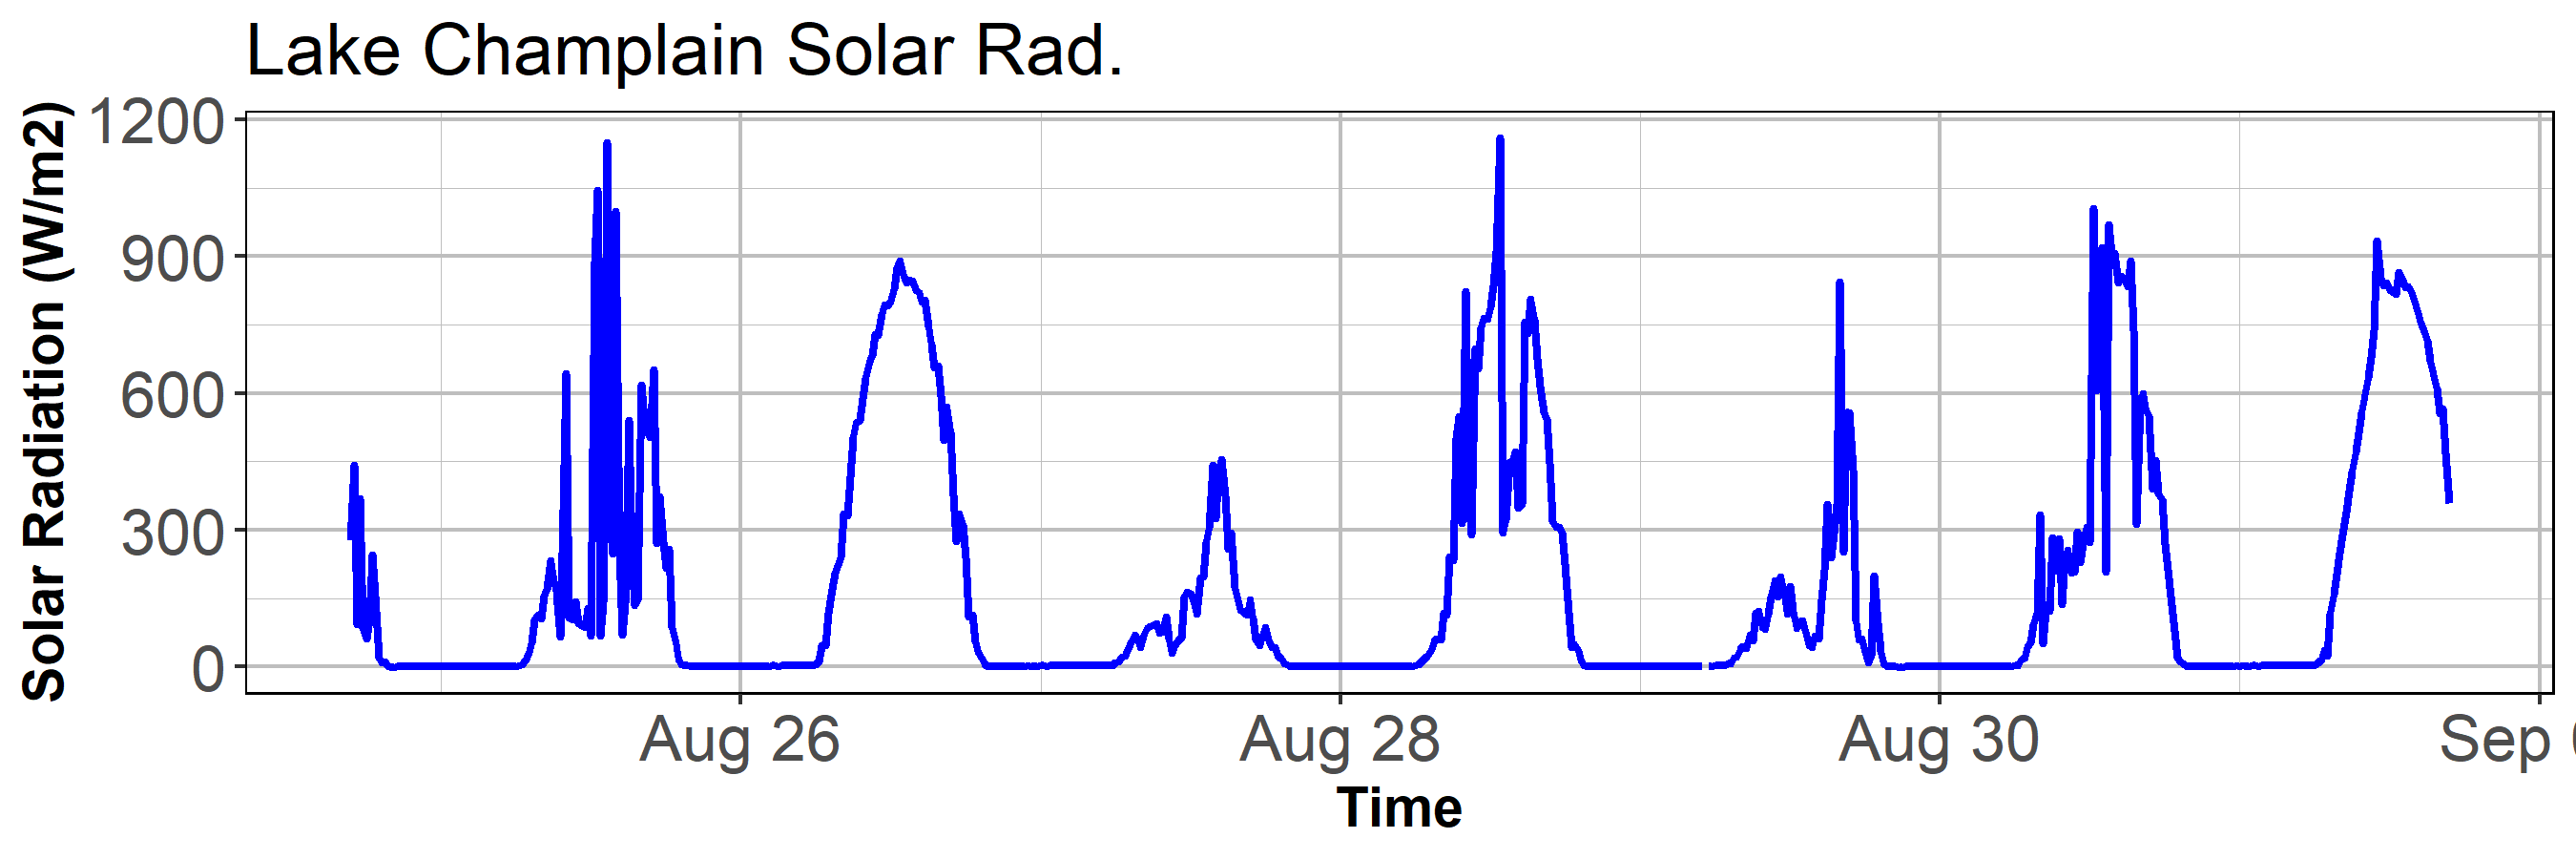 Lake Champlain Solar Rad.
Solar Radiation (W/m2)
1200
900
600
300
0
Aug 26 Aug 28 Aug 30 Sep
Time